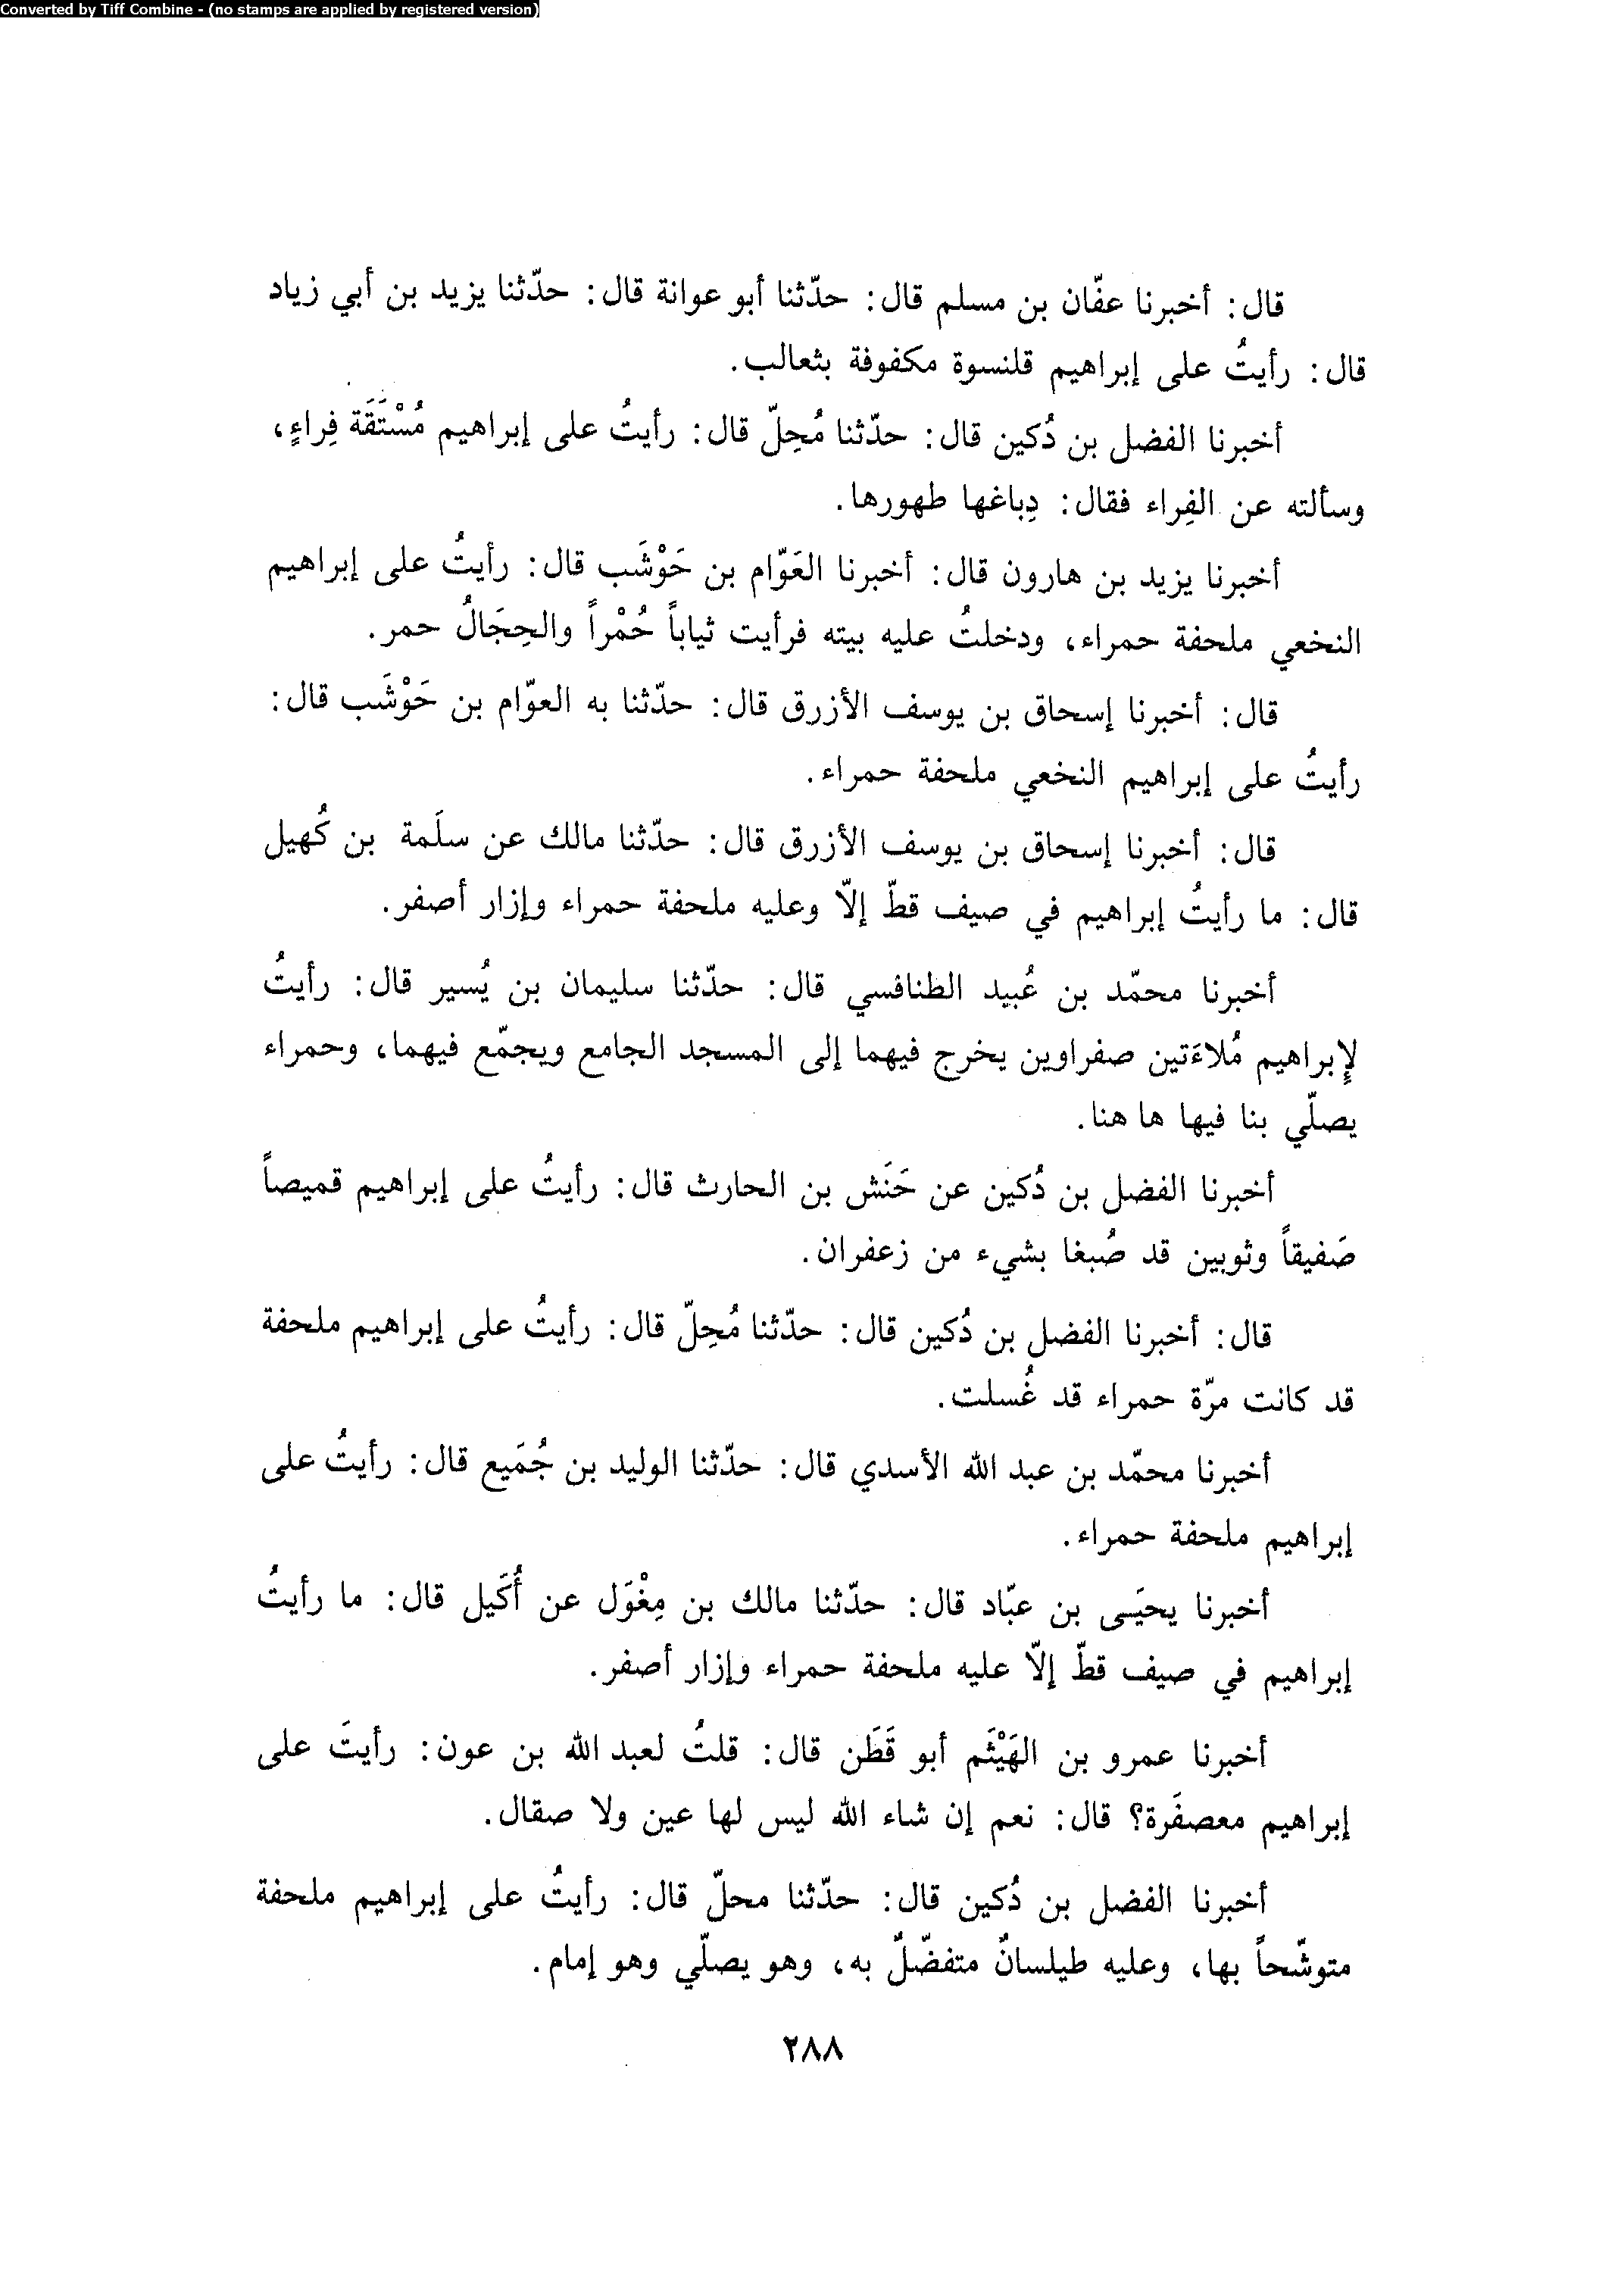 Converted by Tiff Combine - (no stamps are applied by registered version)
قال: أخبرنا عفّان بن مسلم قال: حدّثنا أبو عوانة قال: حدّثنا يزيد بن أبي زياد
قال: رأيتُ على إبراهيم قلنسوة مكفوفة بثعالب.
أخبرنا الفضل بن دُكين قال: حدّثنا مُحِلّ قال: رأيتُ على إبراهيم مُسْتَقَة فِراءٍ،
وسألته عن الفِراء فقال: دِباغها طهورها.
أخبرنا يزيد بن هارون قال: أخبرنا العَوّام بن حَوْشَب قال: رأيتُ على إبراهيم
النخعي ملحفة حمراء، ودخلتُ عليه بيته فرأيت ثياباً حُمْراً والحِجَالُ حمر.
قال: أخبرنا إسحاق بن يوسف الأزرق قال: حدّثنا به العوّام بن حَوْشَب قال:
رأيتُ على إبراهيم النخعي ملحفة حمراء.
قال: أخبرنا إسحاق بن يوسف الأزرق قال: حدّثنا مالك عن سلَمة بن كُهيل
قال: ما رأيتُ إبراهيم في صيف قطّ إلاّ وعليه ملحفة حمراء وإزار أصفر.
أخبرنا محمّد بن عُبيد الطنافسي قال: حدّثنا سليمان بن يُسير قال: رأيتُ
لإبراهيم مُلاءَتين صفراوين يخرج فيهما إلى المسجد الجامع ويجمّع فيهما، وحمراء
يصلّي بنا فيها ها هنا.
أخبرنا الفضل بن دُكين عن حَنَش بن الحارث قال: رأيتُ على إبراهيم قميصاً
صَفيقاً وثوبين قد صُبغا بشيء من زعفران.
قال: أخبرنا الفضل بن دُكين قال: حدّثنا مُحِلّ قال: رأيتُ على إبراهيم ملحفة
قد كانت مرّة حمراء قد غُسلت.
أخبرنا محمّد بن عبد الله الأسدي قال: حدّثنا الوليد بن جُمَيع قال: رأيتُ على
إبراهيم ملحفة حمراء.
أخبرنا يحيَى بن عبّاد قال: حدّثنا مالك بن مِغْوَل عن أُكَيل قال: ما رأيتُ
إبراهيم في صيف قطّ إلاّ عليه ملحفة حمراء وإزار أصفر.
أخبرنا عمرو بن الهَيْثَم أبو قَطَن قال: قلتُ لعبد الله بن عون: رأيتَ على
إبراهيم معصفَرة؟ قال: نعم إن شاء الله ليس لها عين ولا صقال.
أخبرنا الفضل بن دُكين قال: حدّثنا محلّ قال: رأيتُ على إبراهيم ملحفة
متوشّحاً بها، وعليه طيلسانٌ متفضّلٌ به، وهو يصلّي وهو إمام.
٢٨٨